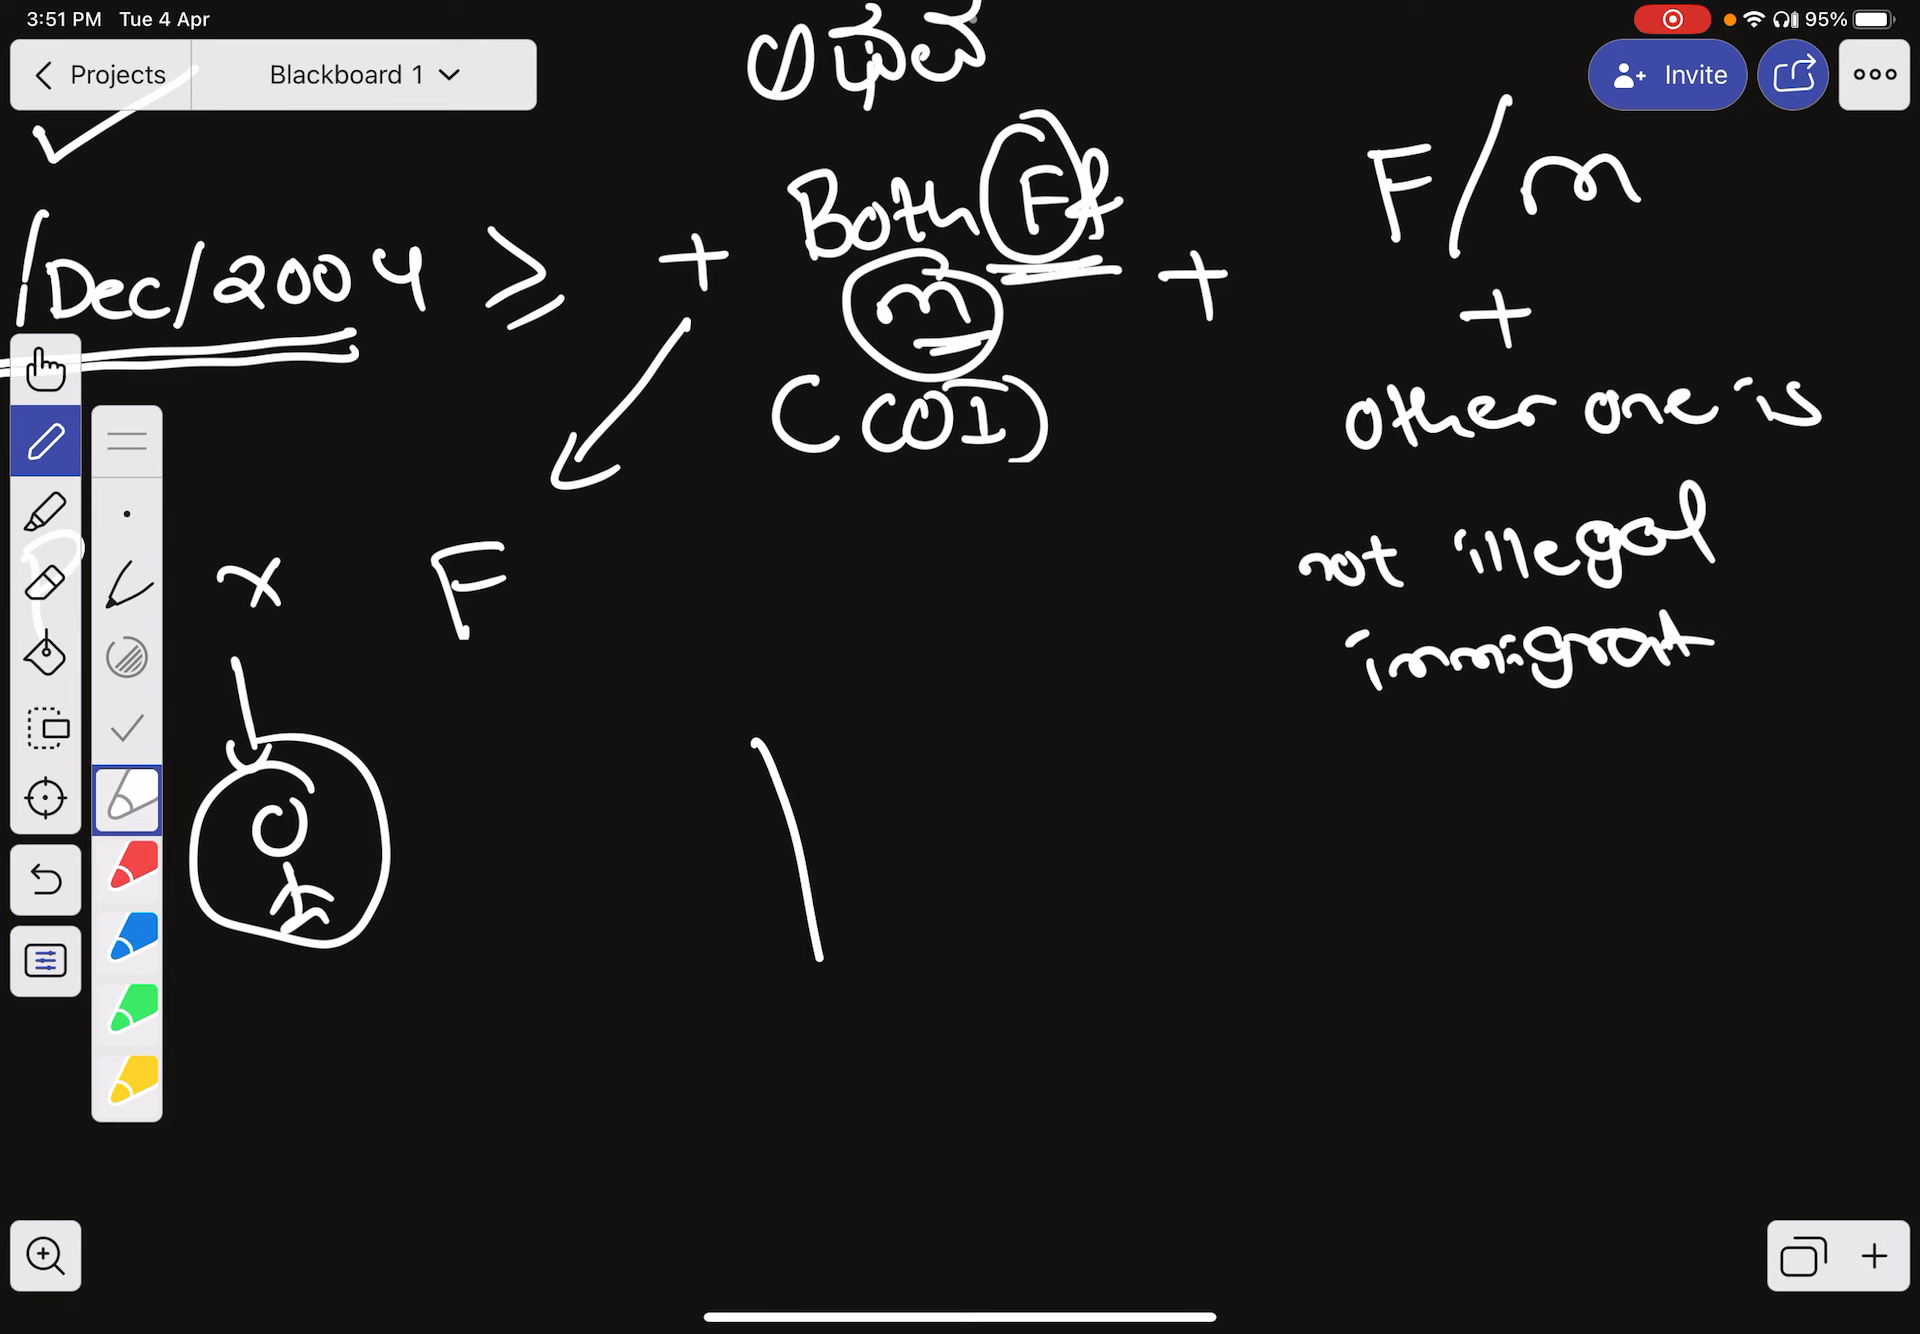 3:51 PM Tue 4 Apr
95%
Projects
Blackboard 1
Invite
Both F &
F/m
1/Dec/2004 ≥ +
m
+
+
(COI)
other one is
not illegal
immigrant
x F